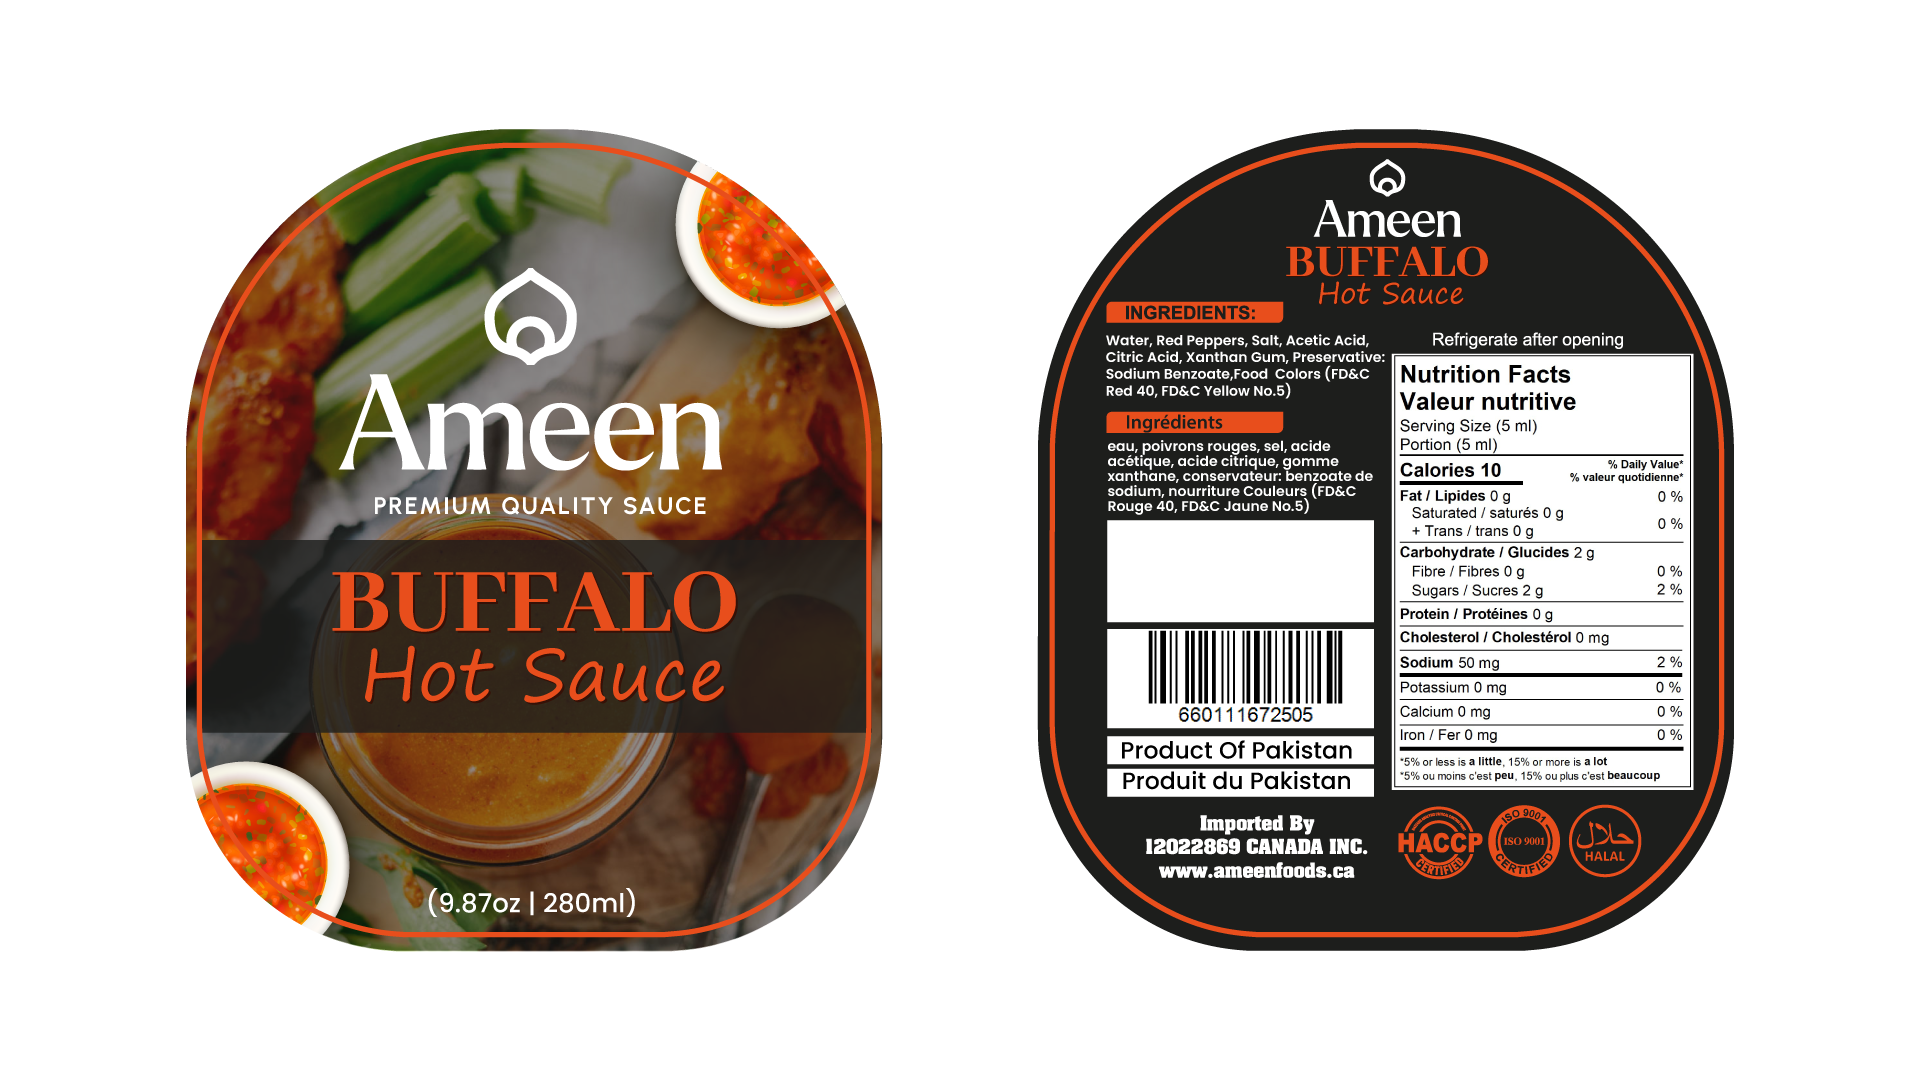 Ameen
PREMIUM QUALITY SAUCE
BUFFALO
Hot Sauce
(9.87oz | 280ml)
Ameen
BUFFALO
Hot Sauce
INGREDIENTS:
Water, Red Peppers, Salt, Acetic Acid,
Citric Acid, Xanthan Gum, Preservative:
Sodium Benzoate,Food Colors (FD&C
Red 40, FD&C Yellow No.5)
Ingrédients
eau, poivrons rouges, sel, acide
acétique, acide citrique, gomme
xanthane, conservateur: benzoate de
sodium, nourriture Couleurs (FD&C
Rouge 40, FD&C Jaune No.5)
660111672505
Product Of Pakistan
Produit du Pakistan
Imported By
12022869 CANADA INC.
www.ameenfoods.ca
Refrigerate after opening
Nutrition Facts
Valeur nutritive
Serving Size (5 ml)
Portion (5 ml)
Calories 10
% Daily Value*
% valeur quotidienne*
Fat / Lipides 0 g 0 %
Saturated / saturés 0 g
+ Trans / trans 0 g 0 %
Carbohydrate / Glucides 2 g
Fibre / Fibres 0 g 0 %
Sugars / Sucres 2 g 2 %
Protein / Protéines 0 g
Cholesterol / Cholestérol 0 mg
Sodium 50 mg 2 %
Potassium 0 mg 0 %
Calcium 0 mg 0 %
Iron / Fer 0 mg 0 %
*5% or less is a little, 15% or more is a lot
*5% ou moins c'est peu, 15% ou plus c'est beaucoup
HACCP
CERTIFIED
ISO 9001
ISO 9001
CERTIFIED
حلال
HALAL